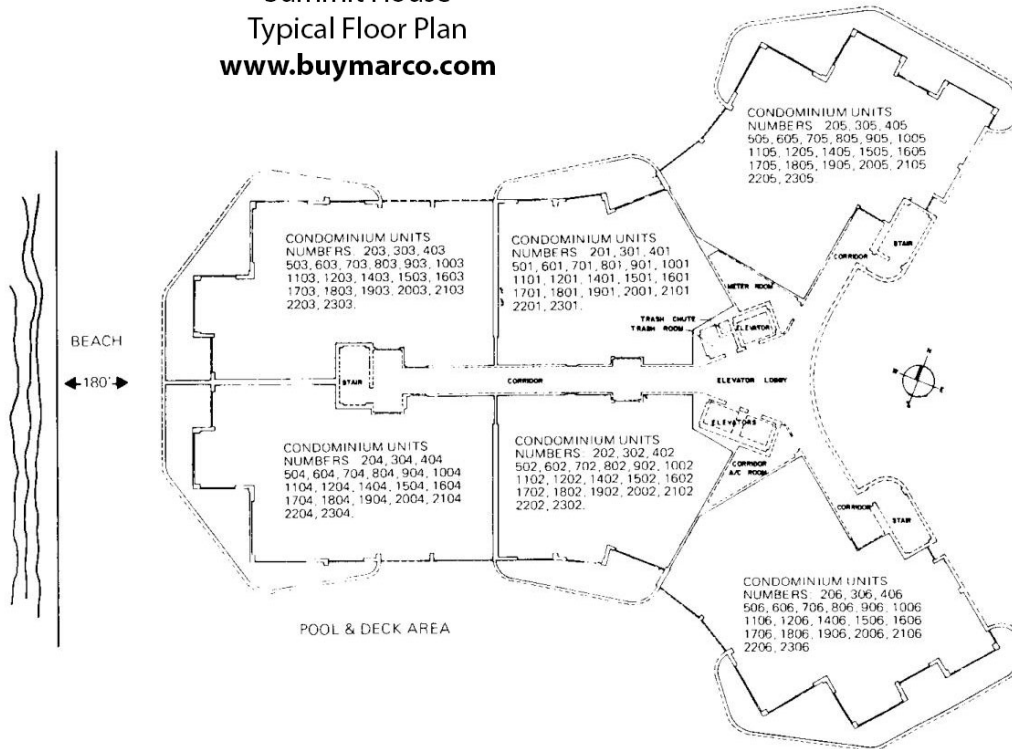 Summit House
Typical Floor Plan
www.buymarco.com
CONDOMINIUM UNITS
NUMBERS: 205, 305, 405
505, 605, 705, 805, 905, 1005
1105, 1205, 1405, 1505, 1605
1705, 1805, 1905, 2005, 2105
2205, 2305.
CONDOMINIUM UNITS
NUMBERS: 203, 303, 403
503, 603, 703, 803, 903, 1003
1103, 1203, 1403, 1503, 1603
1703, 1803, 1903, 2003, 2103
2203, 2303.
CONDOMINIUM UNITS
NUMBERS: 201, 301, 401
501, 601, 701, 801, 901, 1001
1101, 1201, 1401, 1501, 1601
1701, 1801, 1901, 2001, 2101
2201, 2301.
STAIR
CORRIDOR
METER ROOM
TRASH CHUTE
TRASH ROOM
ELEVATOR
BEACH
180'
STAIR
CORRIDOR
ELEVATOR LOBBY
N
E
S
W
ELEVATORS
CORRIDOR
A/C ROOM
CONDOMINIUM UNITS
NUMBERS: 204, 304, 404
504, 604, 704, 804, 904, 1004
1104, 1204, 1404, 1504, 1604
1704, 1804, 1904, 2004, 2104
2204, 2304.
CONDOMINIUM UNITS
NUMBERS: 202, 302, 402
502, 602, 702, 802, 902, 1002
1102, 1202, 1402, 1502, 1602
1702, 1802, 1902, 2002, 2102
2202, 2302.
CORRIDOR
STAIR
CONDOMINIUM UNITS
NUMBERS: 206, 306, 406
506, 606, 706, 806, 906, 1006
1106, 1206, 1406, 1506, 1606
1706, 1806, 1906, 2006, 2106
2206, 2306
POOL & DECK AREA